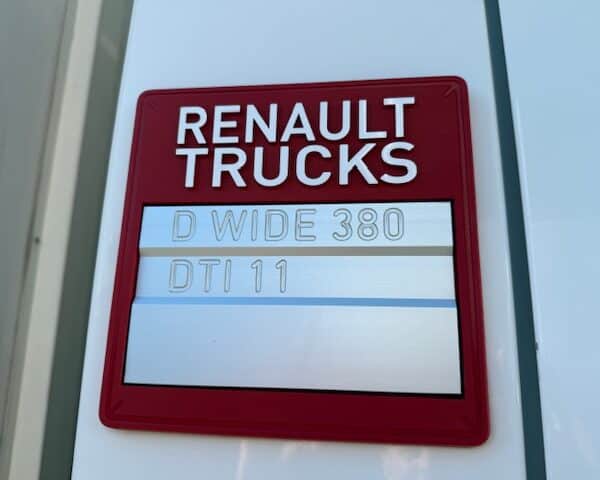 RENAULT
TRUCKS
D WIDE 380
DTI 11